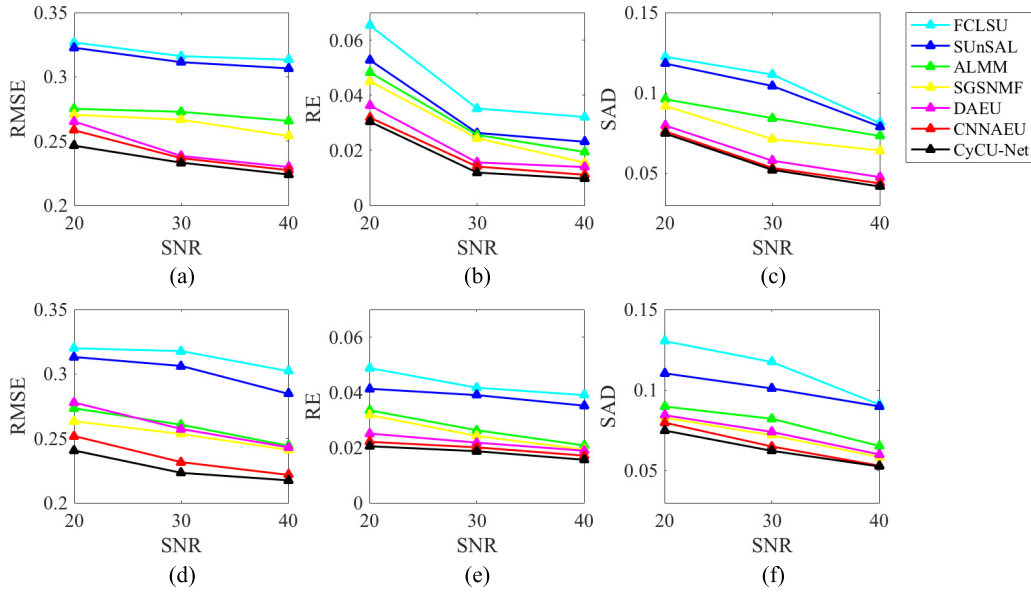 0.35
0.3
0.25
0.2
RMSE
20
30
40
SNR
(a)
0.06
0.04
0.02
0
RE
20
30
40
SNR
(b)
0.15
0.1
0.05
SAD
20
30
40
SNR
(c)
FCLSU
SUnSAL
ALMM
SGSNMF
DAEU
CNNAEU
CyCU-Net
0.35
0.3
0.25
0.2
RMSE
20
30
40
SNR
(d)
0.06
0.04
0.02
0
RE
20
30
40
SNR
(e)
0.15
0.1
0.05
SAD
20
30
40
SNR
(f)